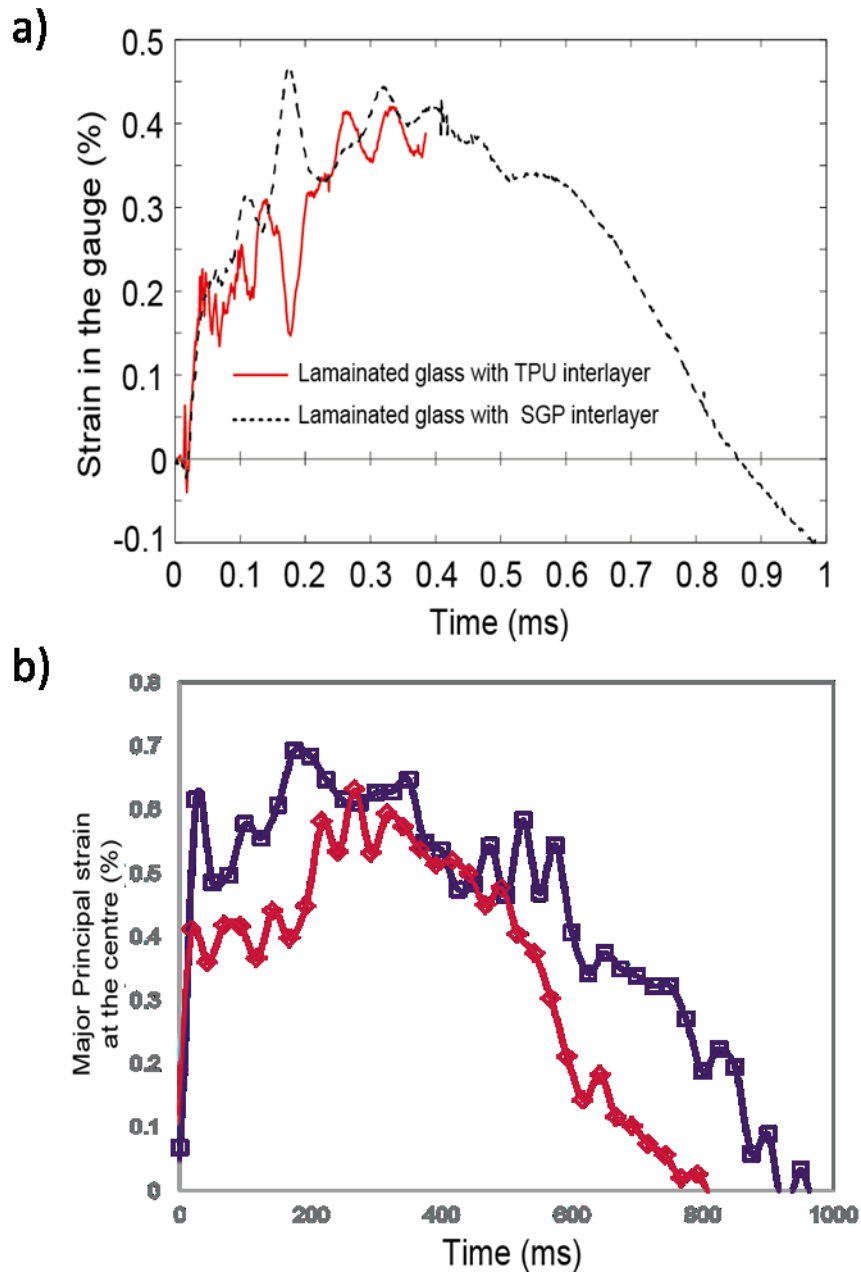 a)
0.5
0.4
0.3
0.2
0.1
0
-0.1
Strain in the gauge (%)
Lamainated glass with TPU interlayer
Lamainated glass with SGP interlayer
0 0.1 0.2 0.3 0.4 0.5 0.6 0.7 0.8 0.9 1
Time (ms)
b)
0.8
0.7
0.6
0.5
0.4
0.3
0.2
0.1
0
Major Principal strain
at the centre (%)
0 200 400 600 800 1000
Time (ms)